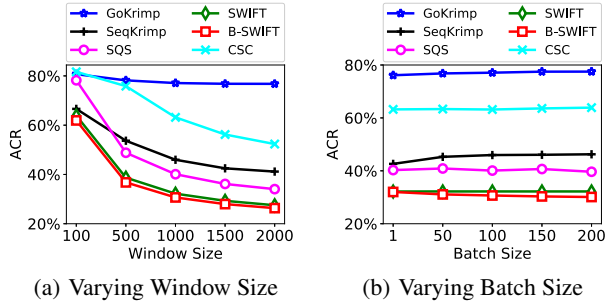 GoKrimp SWIFT
SeqKrimp B-SWIFT
SQS CSC
ACR
80%
60%
40%
20%
100 500 1000 1500 2000
Window Size
(a) Varying Window Size
GoKrimp SWIFT
SeqKrimp B-SWIFT
SQS CSC
ACR
80%
60%
40%
20%
1 50 100 150 200
Batch Size
(b) Varying Batch Size